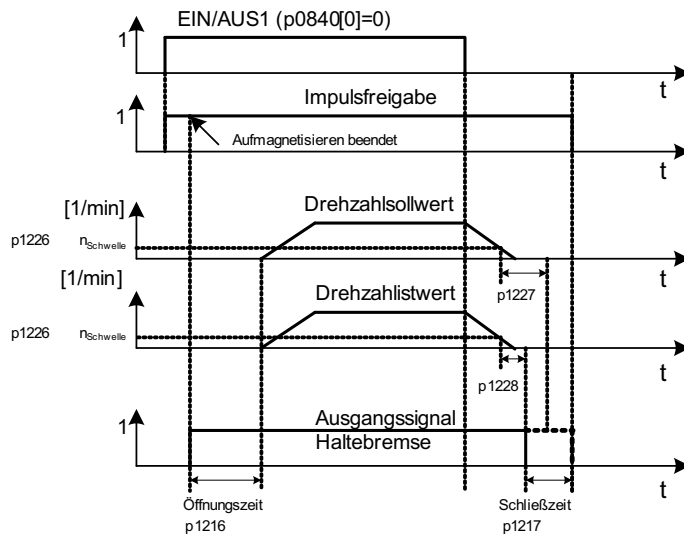 EIN/AUS1 (p0840[0]=0)
1
t
Impulsfreigabe
1
Aufmagnetisieren beendet
t
[1/min]
Drehzahlsollwert
p1226 nSchwelle
p1227
t
[1/min]
Drehzahlistwert
p1226 nSchwelle
p1228
t
1
Ausgangssignal
Haltebremse
t
Öffnungszeit
p1216
Schließzeit
p1217